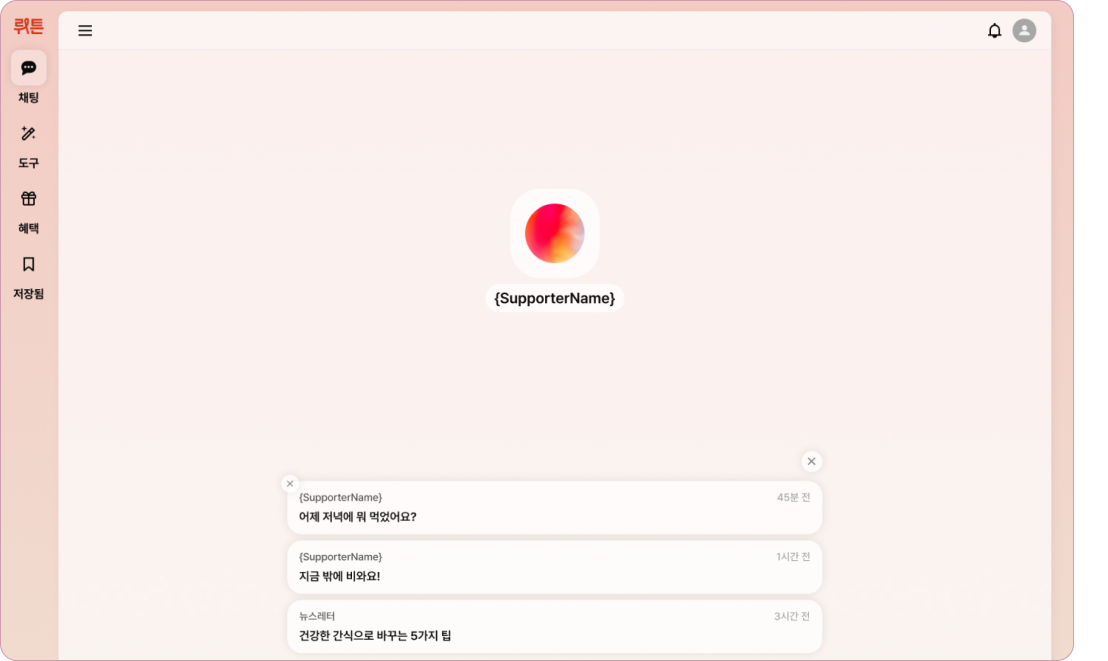 뤼튼
채팅
도구
혜택
저장됨
{SupporterName}
{SupporterName} 45분 전
어제 저녁에 뭐 먹었어요?
{SupporterName} 1시간 전
지금 밖에 비와요!
뉴스레터 3시간 전
건강한 간식으로 바꾸는 5가지 팁